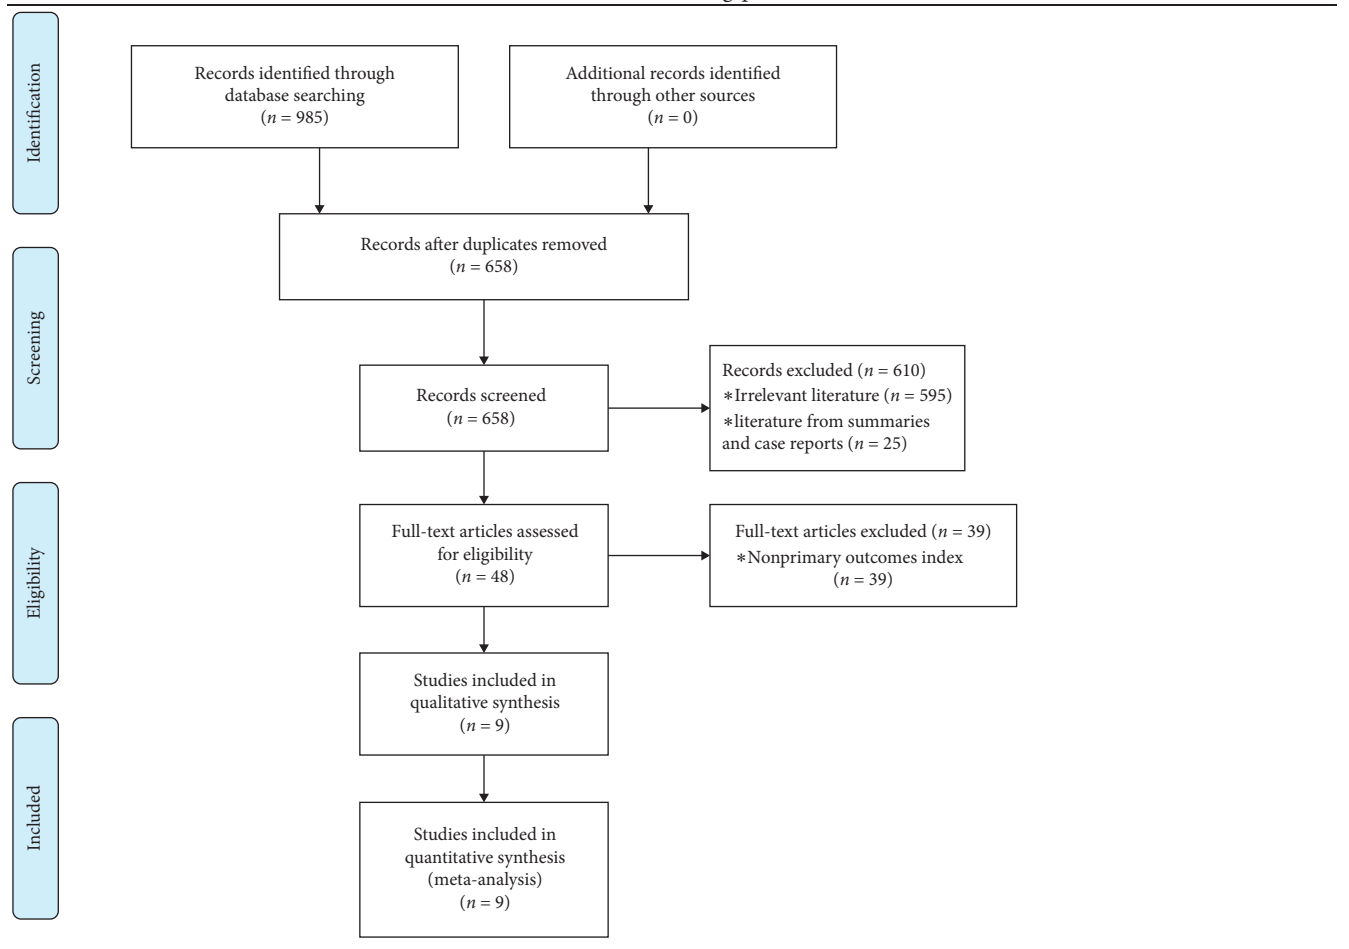 Identification
Records identified through
database searching
(n = 985)
Additional records identified
through other sources
(n = 0)
Records after duplicates removed
(n = 658)
Screening
Records screened
(n = 658)
Records excluded (n = 610)
*Irrelevant literature (n = 595)
*literature from summaries
and case reports (n = 25)
Eligibility
Full-text articles assessed
for eligibility
(n = 48)
Full-text articles excluded (n = 39)
*Nonprimary outcomes index
(n = 39)
Studies included in
qualitative synthesis
(n = 9)
Included
Studies included in
quantitative synthesis
(meta-analysis)
(n = 9)